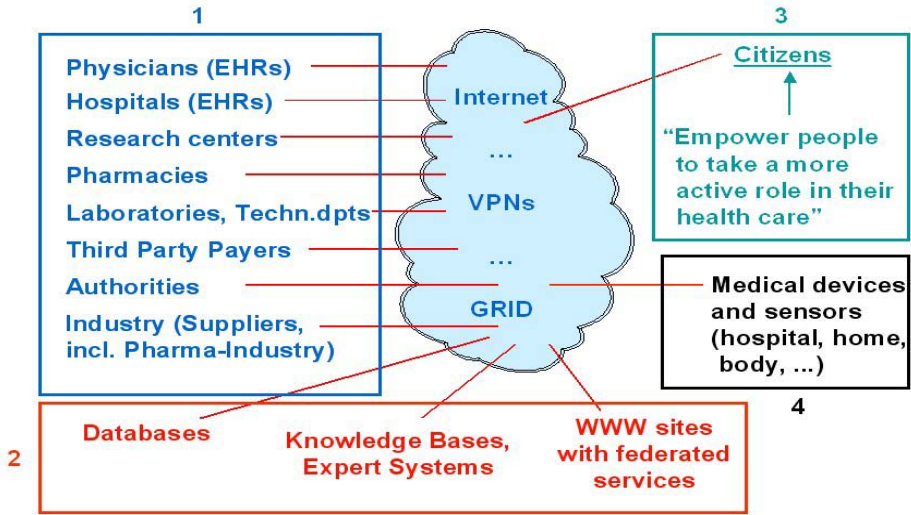 1
Physicians (EHRs)
Hospitals (EHRs)
Research centers
Pharmacies
Laboratories, Techn.dpts
Third Party Payers
Authorities
Industry (Suppliers,
incl. Pharma-Industry)
Internet
...
VPNs
...
GRID
3
Citizens
“Empower people
to take a more
active role in their
health care”
Medical devices
and sensors
(hospital, home,
body, ...)
4
2
Databases
Knowledge Bases,
Expert Systems
WWW sites
with federated
services